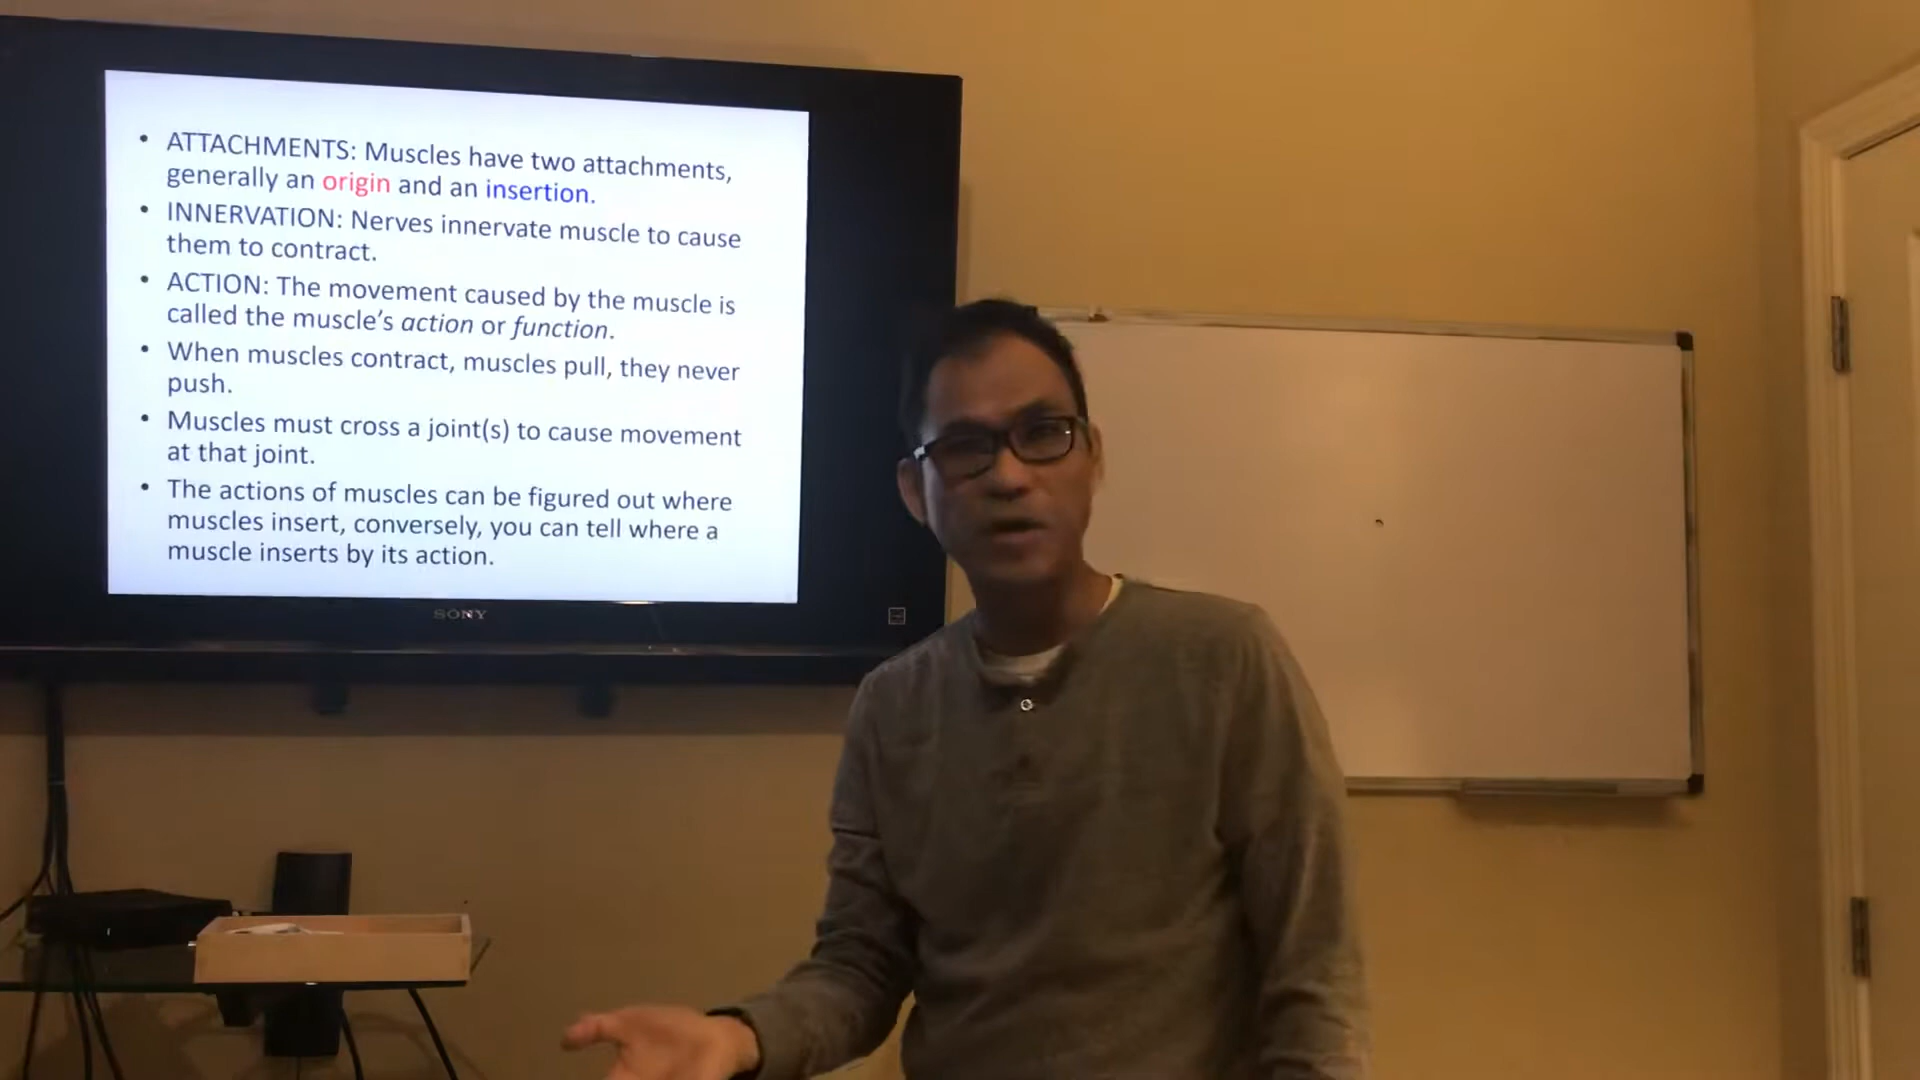 • ATTACHMENTS: Muscles have two attachments,
generally an origin and an insertion.
• INNERVATION: Nerves innervate muscle to cause
them to contract.
• ACTION: The movement caused by the muscle is
called the muscle's action or function.
• When muscles contract, muscles pull, they never
push.
• Muscles must cross a joint(s) to cause movement
at that joint.
• The actions of muscles can be figured out where
muscles insert, conversely, you can tell where a
muscle inserts by its action.
SONY